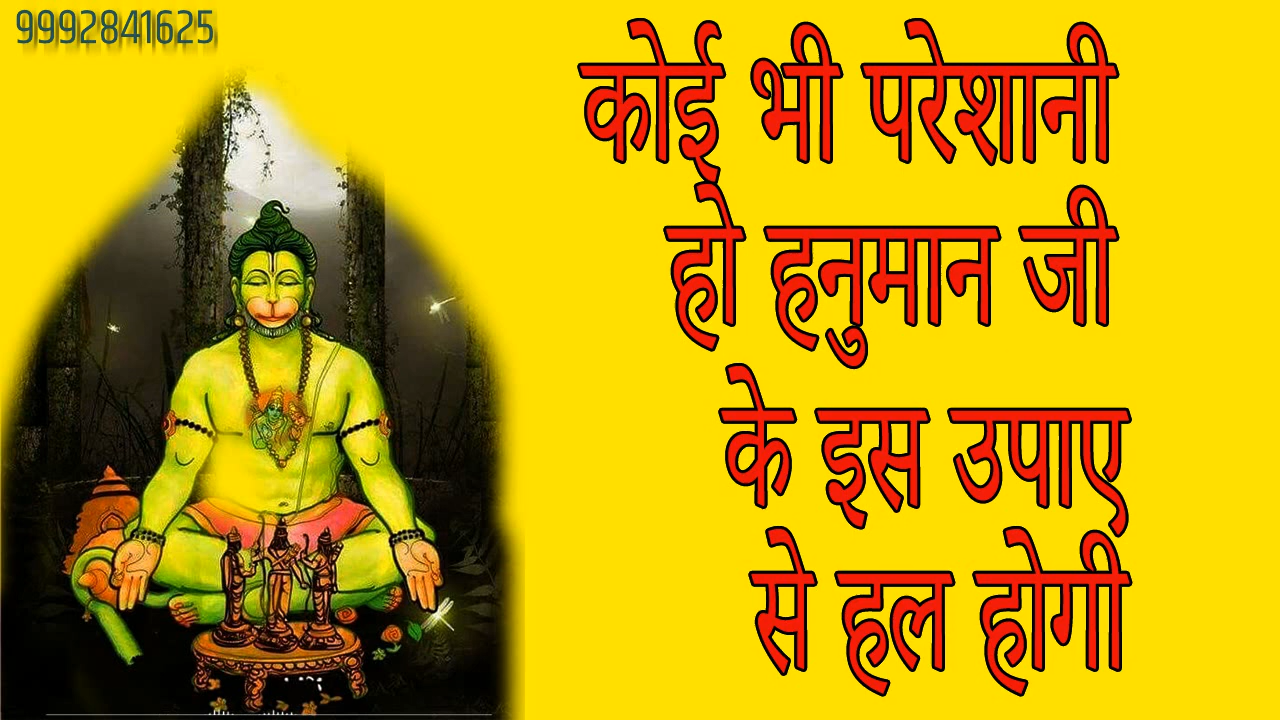 9992841625
कोई भी परेशानी
हो हनुमान जी
के इस उपाए
से हल होगी